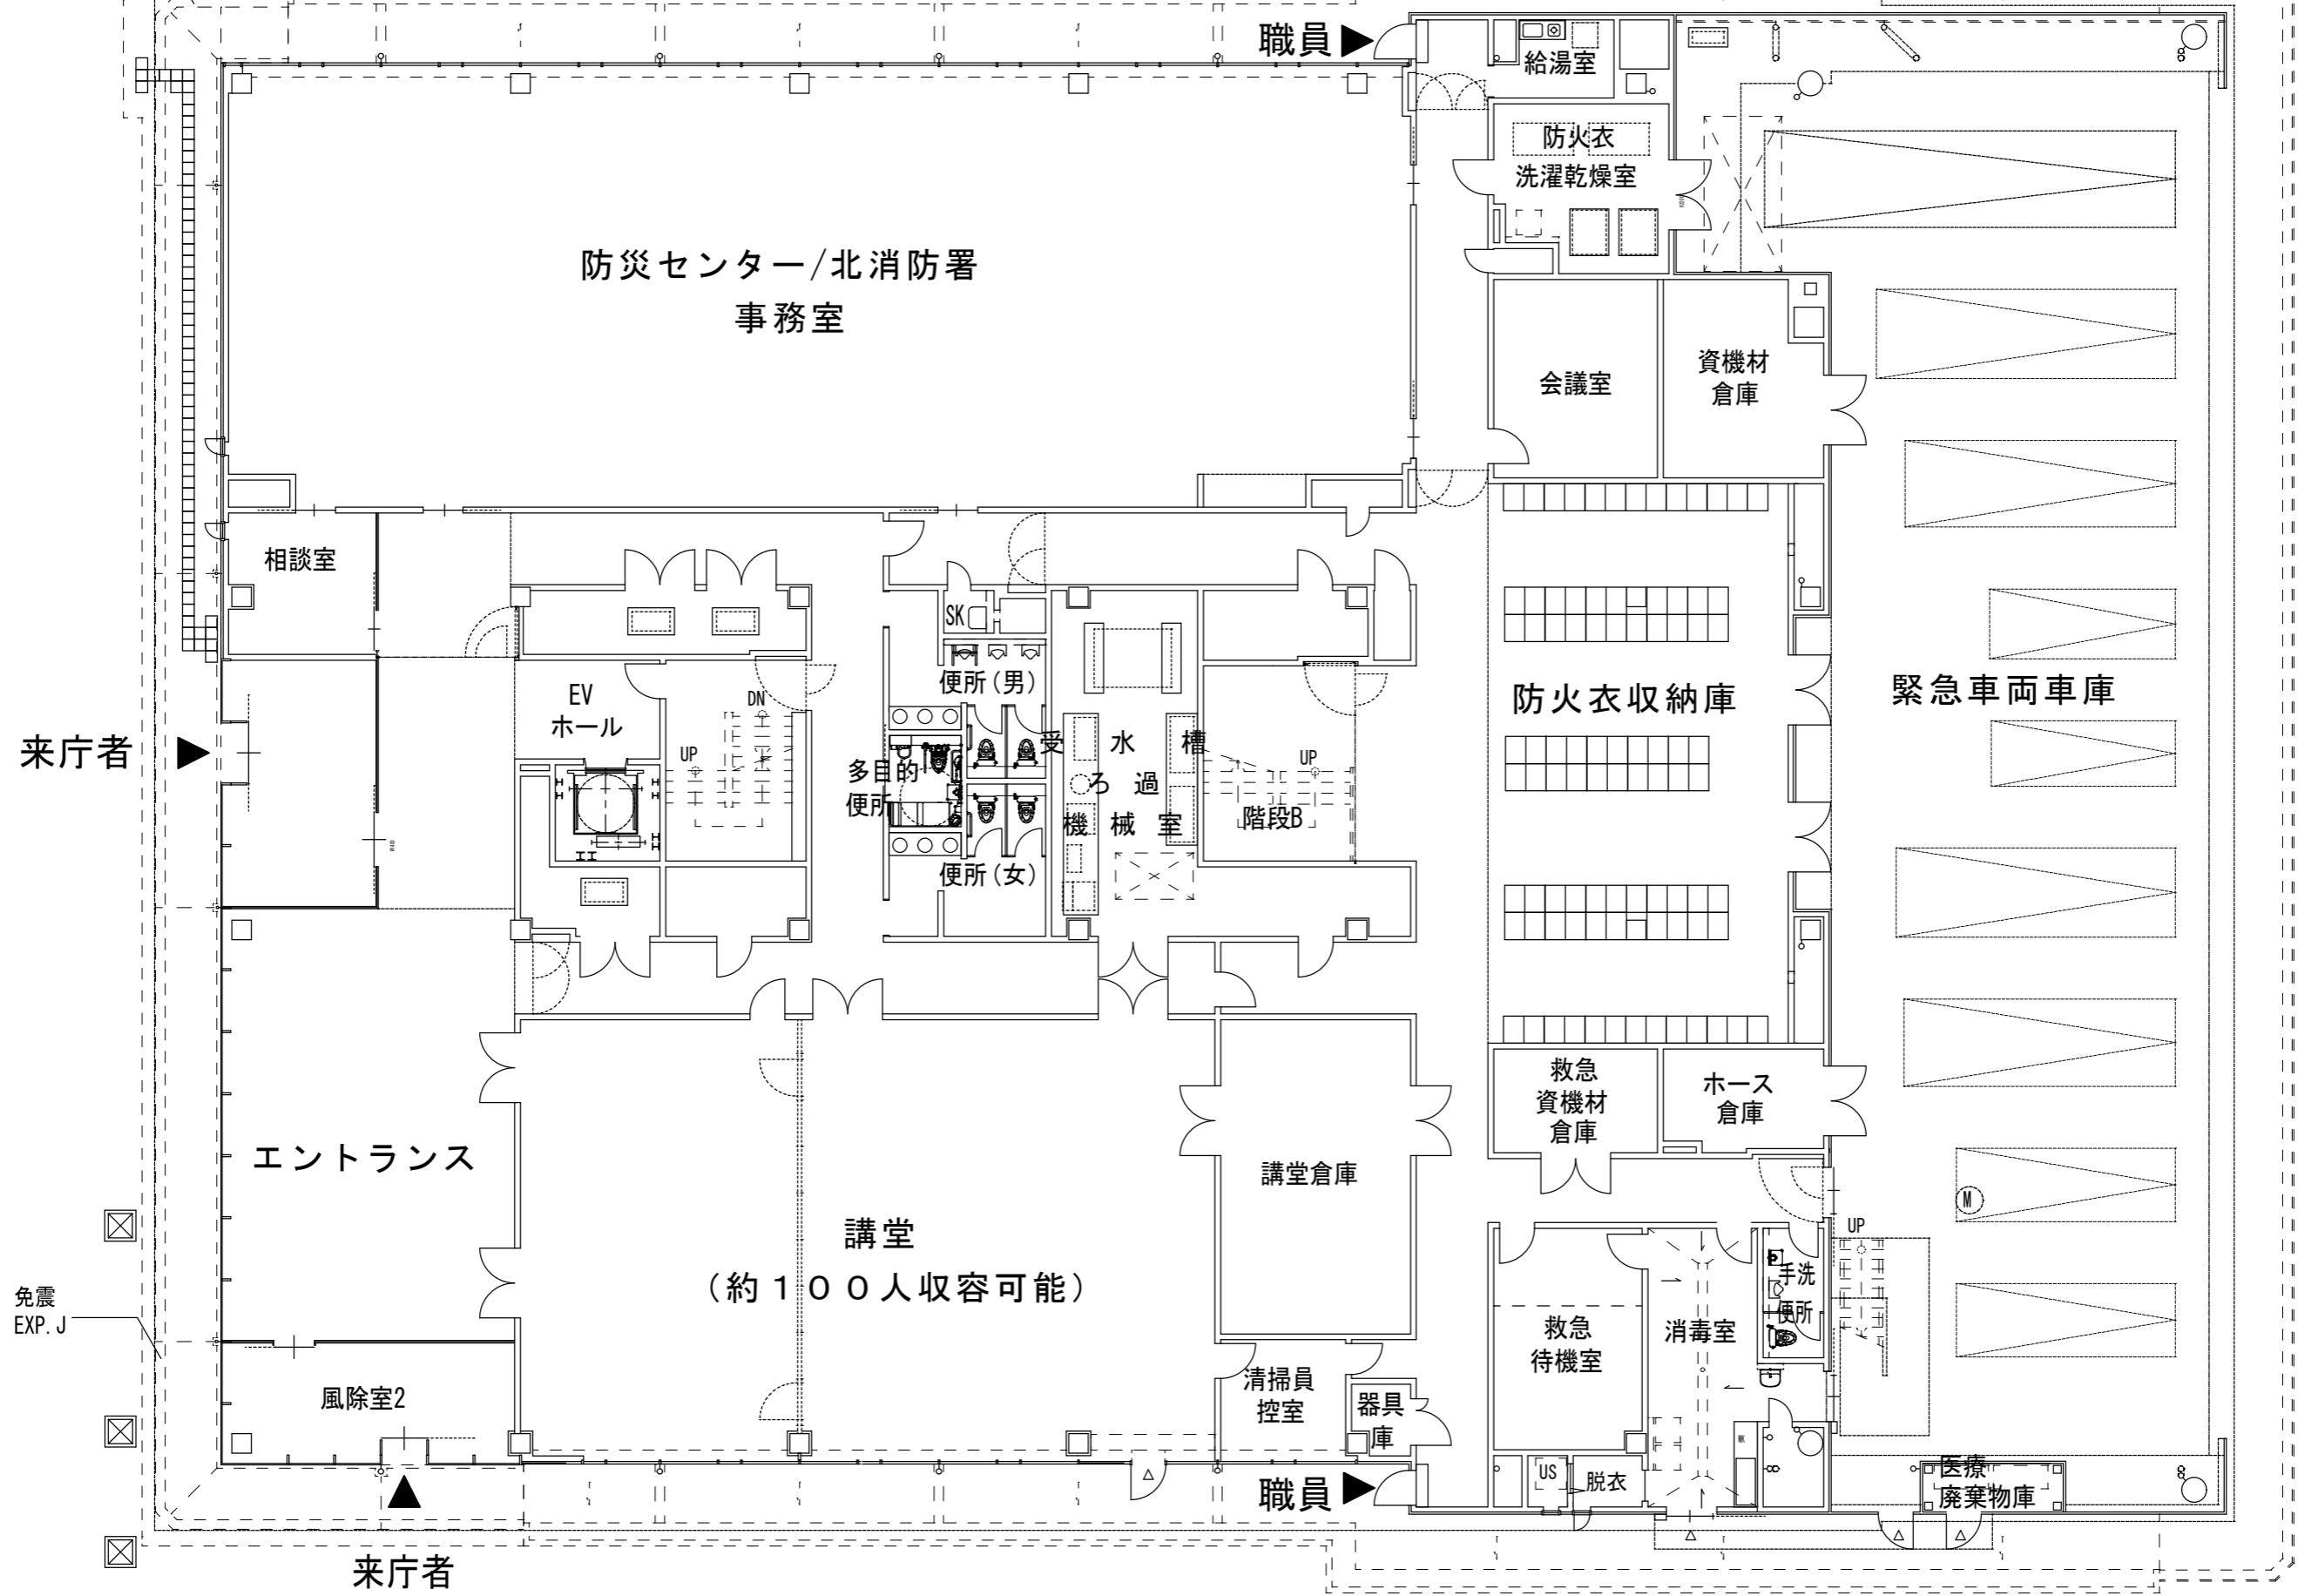 職員
給湯室
防火衣
洗濯乾燥室
防災センター/北消防署
事務室
会議室
資機材
倉庫
相談室
SK
便所(男)
EV
ホール
DN
UP
防火衣収納庫
緊急車両車庫
来庁者
多目的
便所
受水槽
ろ過
機械室
UP
階段B
便所(女)
救急
資機材
倉庫
ホース
倉庫
エントランス
講堂倉庫
講堂
(約100人収容可能)
M
UP
手洗
便所
免震
EXP.J
救急
待機室
消毒室
風除室2
清掃員
控室
器具
庫
US
脱衣
医療
廃棄物庫
職員
来庁者